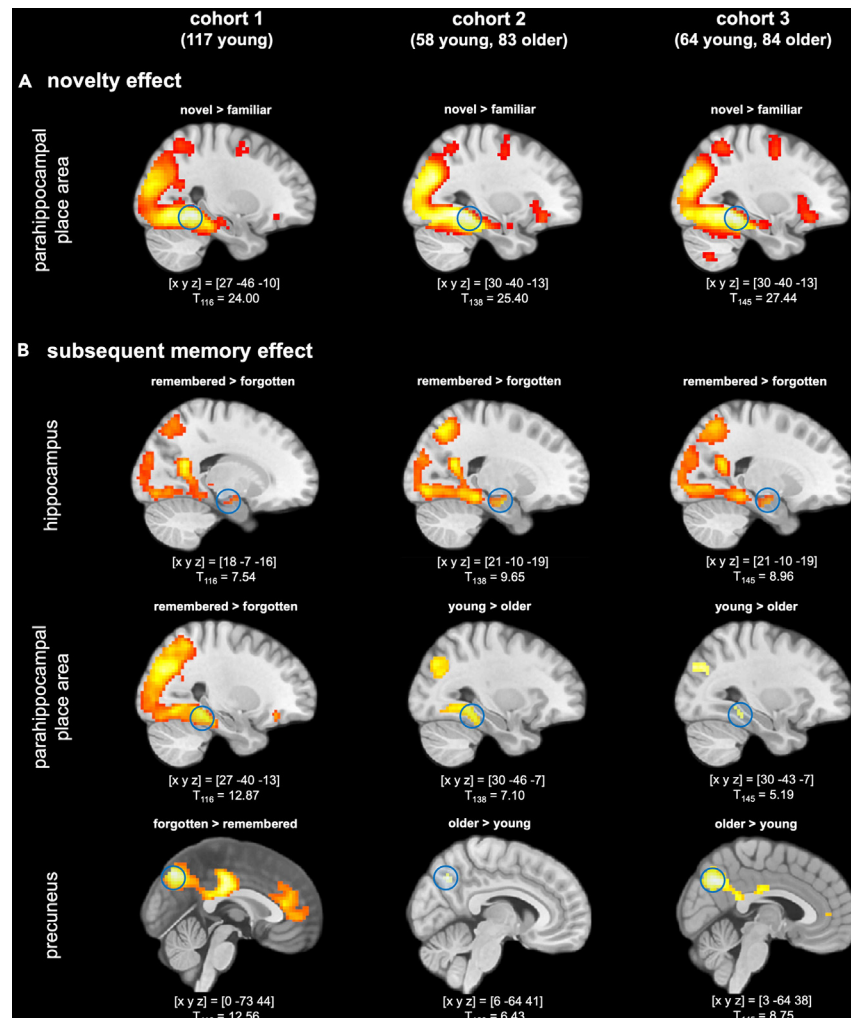 cohort 1
(117 young)
cohort 2
(58 young, 83 older)
cohort 3
(64 young, 84 older)
A novelty effect
parahippocampal
place area
novel > familiar
novel > familiar
novel > familiar
[x y z] = [27 -46 -10]
T116 = 24.00
[x y z] = [30 -40 -13]
T138 = 25.40
[x y z] = [30 -40 -13]
T145 = 27.44
B subsequent memory effect
hippocampus
remembered > forgotten
remembered > forgotten
remembered > forgotten
[x y z] = [18 -7 -16]
T116 = 7.54
[x y z] = [21 -10 -19]
T138 = 9.65
[x y z] = [21 -10 -19]
T145 = 8.96
parahippocampal
place area
remembered > forgotten
young > older
young > older
[x y z] = [27 -40 -13]
T116 = 12.87
[x y z] = [30 -46 -7]
T138 = 7.10
[x y z] = [30 -43 -7]
T145 = 5.19
precuneus
forgotten > remembered
older > young
older > young
[x y z] = [0 -73 44]
= 12.56
[x y z] = [6 -64 41]
= 6.43
[x y z] = [3 -64 38]
= 8.75